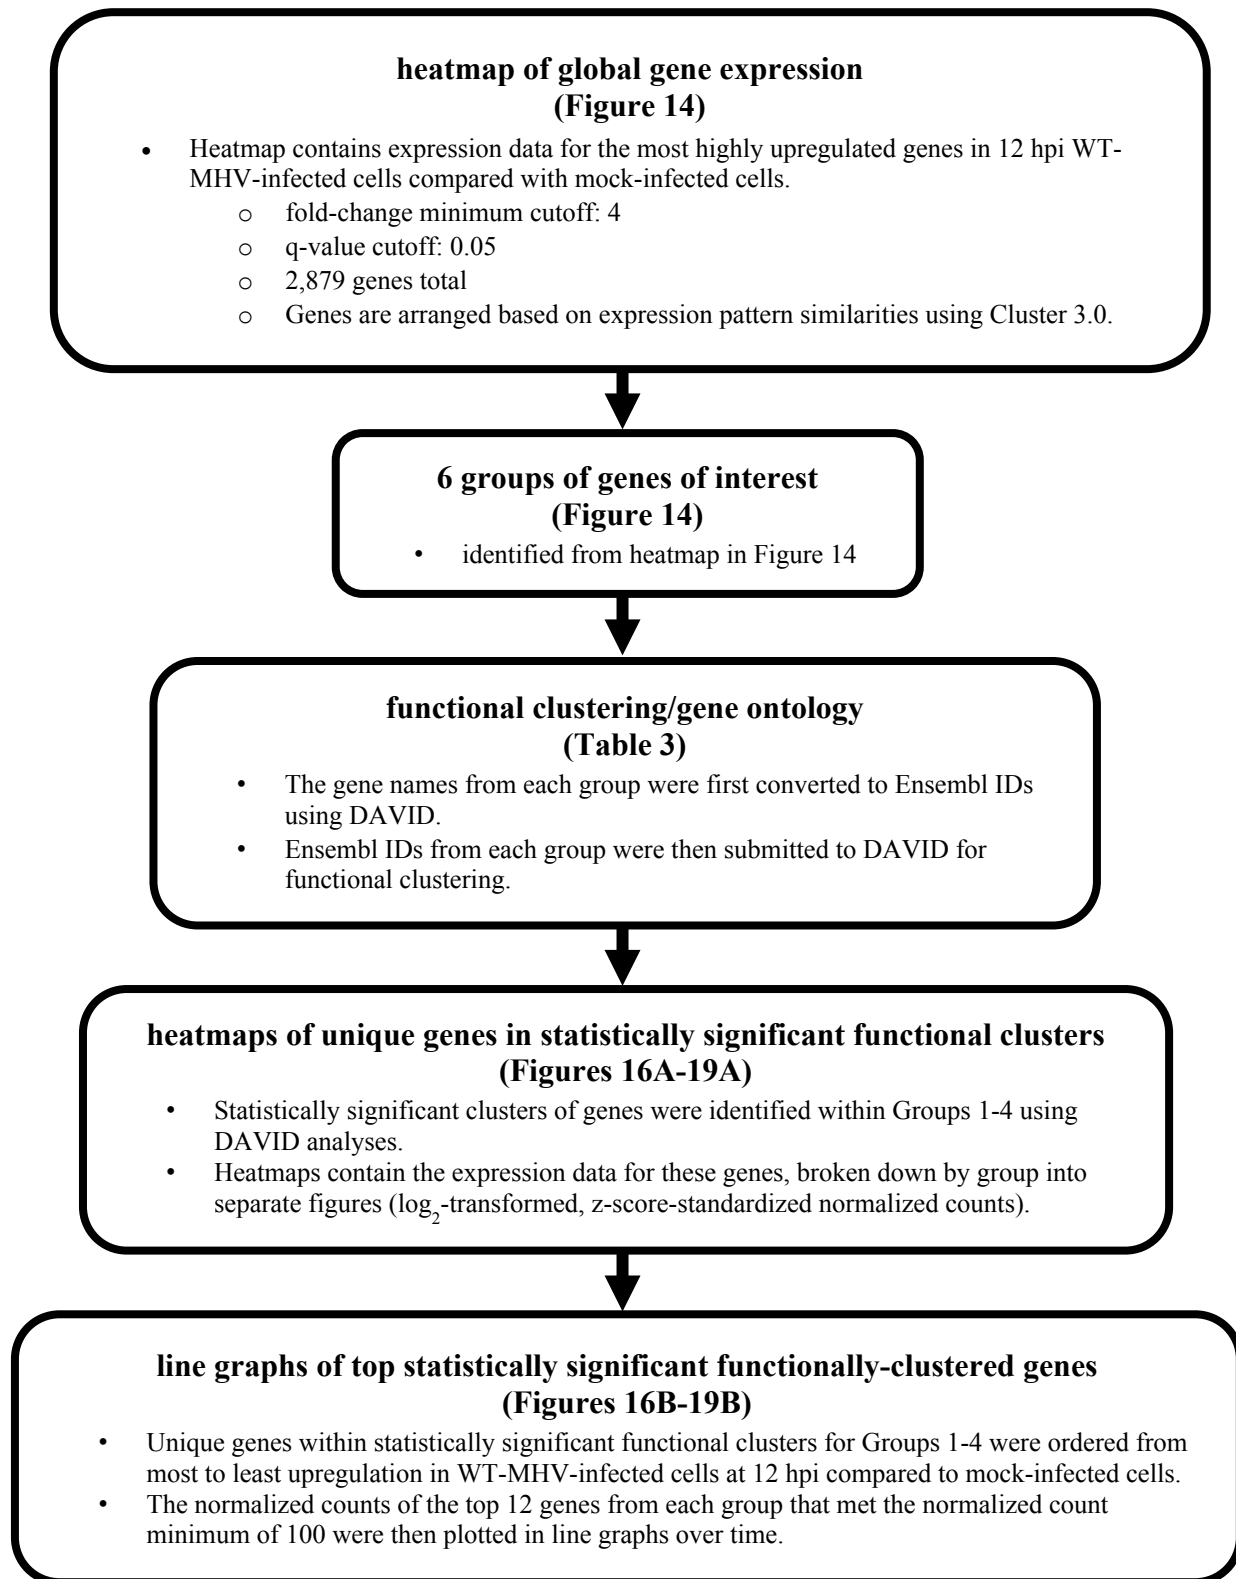 heatmap of global gene expression
(Figure 14)
• Heatmap contains expression data for the most highly upregulated genes in 12 hpi WT-
MHV-infected cells compared with mock-infected cells.
o fold-change minimum cutoff: 4
o q-value cutoff: 0.05
o 2,879 genes total
o Genes are arranged based on expression pattern similarities using Cluster 3.0.
6 groups of genes of interest
(Figure 14)
• identified from heatmap in Figure 14
functional clustering/gene ontology
(Table 3)
• The gene names from each group were first converted to Ensembl IDs
using DAVID.
• Ensembl IDs from each group were then submitted to DAVID for
functional clustering.
heatmaps of unique genes in statistically significant functional clusters
(Figures 16A-19A)
• Statistically significant clusters of genes were identified within Groups 1-4 using
DAVID analyses.
• Heatmaps contain the expression data for these genes, broken down by group into
separate figures (log₂-transformed, z-score-standardized normalized counts).
line graphs of top statistically significant functionally-clustered genes
(Figures 16B-19B)
• Unique genes within statistically significant functional clusters for Groups 1-4 were ordered from
most to least upregulation in WT-MHV-infected cells at 12 hpi compared to mock-infected cells.
• The normalized counts of the top 12 genes from each group that met the normalized count
minimum of 100 were then plotted in line graphs over time.